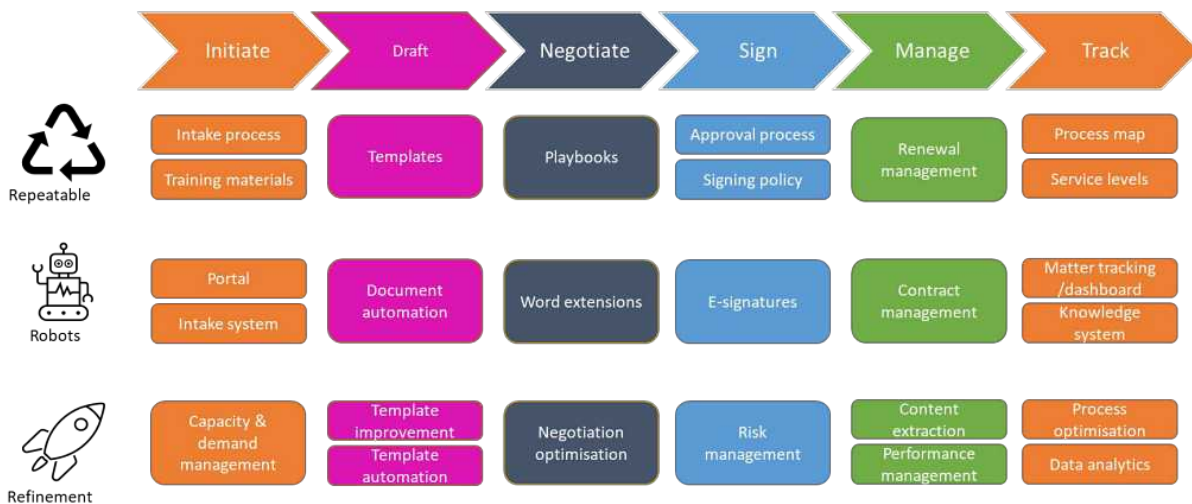 Initiate
Draft
Negotiate
Sign
Manage
Track
Repeatable
Intake process
Training materials
Templates
Playbooks
Approval process
Signing policy
Renewal
management
Process map
Service levels
Robots
Portal
Intake system
Document
automation
Word extensions
E-signatures
Contract
management
Matter tracking
/dashboard
Knowledge
system
Refinement
Capacity &
demand
management
Template
improvement
Template
automation
Negotiation
optimisation
Risk
management
Content
extraction
Performance
management
Process
optimisation
Data analytics